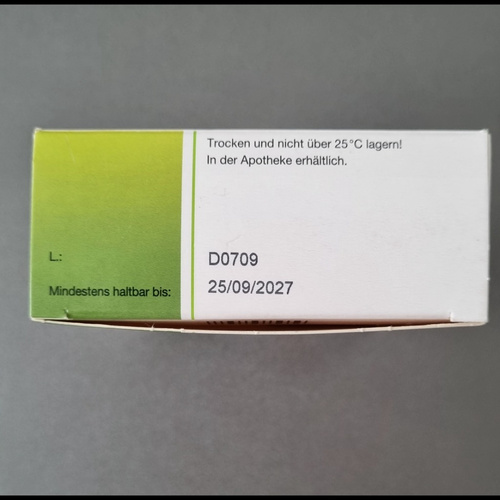 Trocken und nicht über 25°C lagern!
In der Apotheke erhältlich.
L.: D0709
Mindestens haltbar bis: 25/09/2027